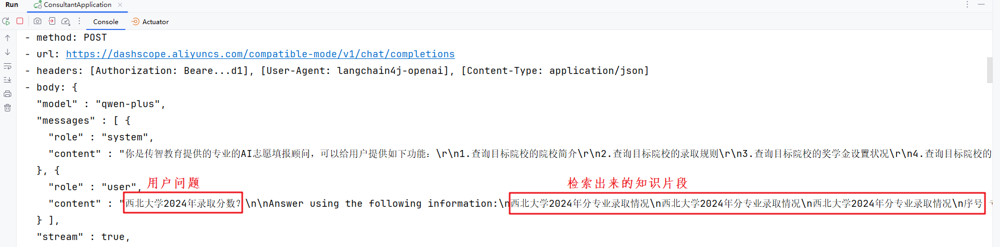 Run ConsultantApplication
Console Actuator
- method: POST
- url: https://dashscope.aliyuncs.com/compatible-mode/v1/chat/completions
- headers: [Authorization: Beare...d1], [User-Agent: langchain4j-openai], [Content-Type: application/json]
- body: {
"model" : "qwen-plus",
"messages" : [ {
"role" : "system",
"content" : "你是传智教育提供的专业的AI志愿填报顾问，可以给用户提供如下功能：\r\n1.查询目标院校的院校简介\r\n2.查询目标院校的录取规则\r\n3.查询目标院校的奖学金设置状况\r\n4.查询目标院校的
}, {
用户问题 检索出来的知识片段
"role" : "user",
"content" : "西北大学2024年录取分数？\n\nAnswer using the following information:\n西北大学2024年分专业录取情况\n西北大学2024年分专业录取情况\n西北大学2024年分专业录取情况\n序号
} ],
"stream" : true,